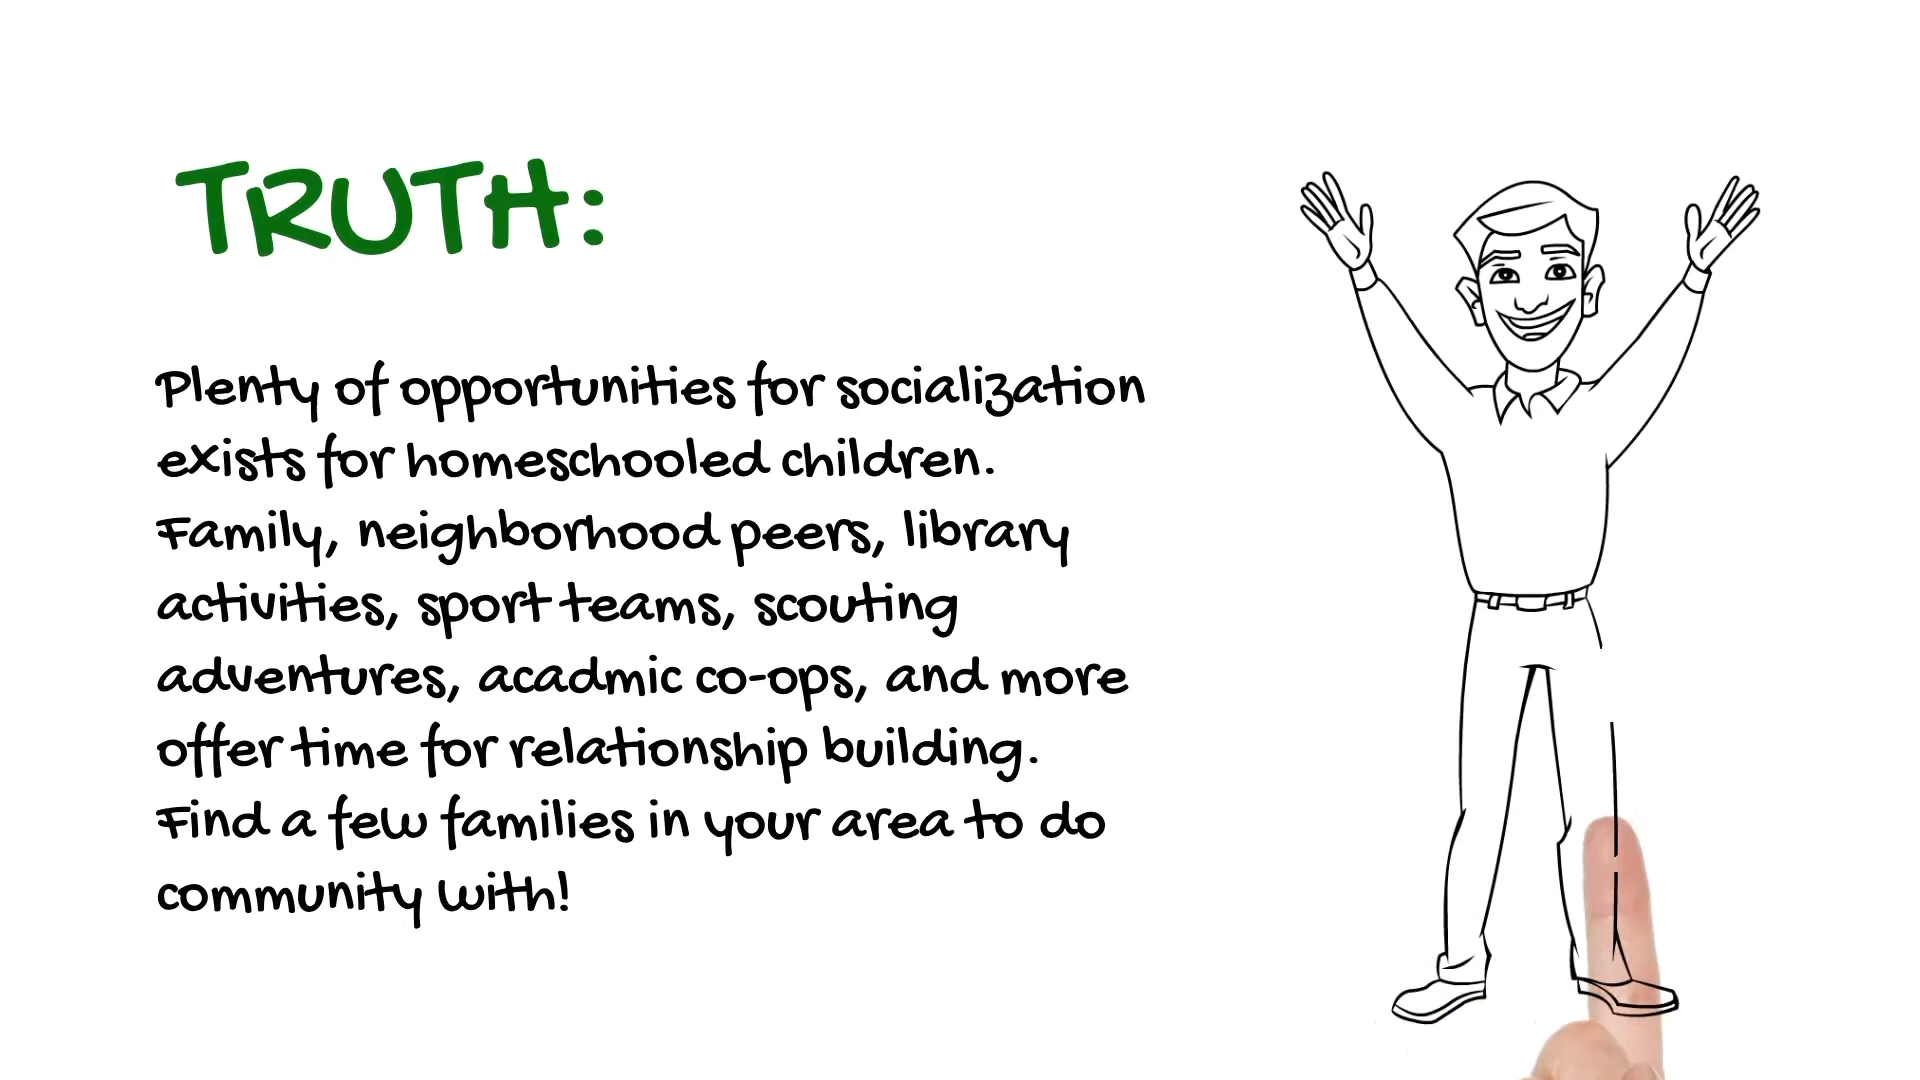 TRUTH:
Plenty of opportunities for socialization
exists for homeschooled children.
Family, neighborhood peers, library
activities, sport teams, scouting
adventures, acadmic co-ops, and more
offer time for relationship building.
Find a few families in your area to do
community with!